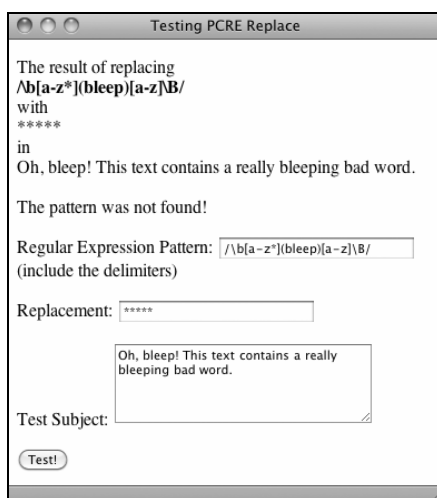 Testing PCRE Replace
The result of replacing
/\b[a-z*](bleep)[a-z]\B/
with
*****
in
Oh, bleep! This text contains a really bleeping bad word.
The pattern was not found!
Regular Expression Pattern: /\b[a-z*](bleep)[a-z]\B/
(include the delimiters)
Replacement: *****
Oh, bleep! This text contains a really
bleeping bad word.
Test Subject:
Test!